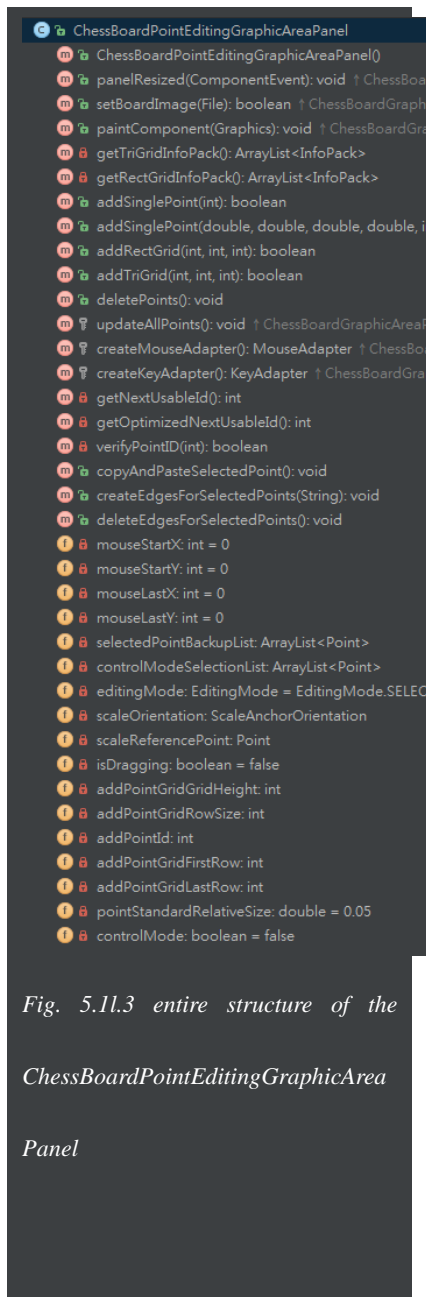 ChessBoardPointEditingGraphicAreaPanel
ChessBoardPointEditingGraphicAreaPanel()
panelResized(ComponentEvent): void ↑ ChessBoa
setBoardImage(File): boolean ↑ ChessBoardGraph
paintComponent(Graphics): void ↑ ChessBoardGra
getTriGridInfoPack(): ArrayList<InfoPack>
getRectGridInfoPack(): ArrayList<InfoPack>
addSinglePoint(int): boolean
addSinglePoint(double, double, double, double, i
addRectGrid(int, int, int): boolean
addTriGrid(int, int, int): boolean
deletePoints(): void
updateAllPoints(): void ↑ ChessBoardGraphicAreaP
createMouseAdapter(): MouseAdapter ↑ ChessBo
createKeyAdapter(): KeyAdapter ↑ ChessBoardGra
getNextUsableId(): int
getOptimizedNextUsableId(): int
verifyPointID(int): boolean
copyAndPasteSelectedPoint(): void
createEdgesForSelectedPoints(String): void
deleteEdgesForSelectedPoints(): void
mouseStartX: int = 0
mouseStartY: int = 0
mouseLastX: int = 0
mouseLastY: int = 0
selectedPointBackupList: ArrayList<Point>
controlModeSelectionList: ArrayList<Point>
editingMode: EditingMode = EditingMode.SELEC
scaleOrientation: ScaleAnchorOrientation
scaleReferencePoint: Point
isDragging: boolean = false
addPointGridGridHeight: int
addPointGridRowSize: int
addPointId: int
addPointGridFirstRow: int
addPointGridLastRow: int
pointStandardRelativeSize: double = 0.05
controlMode: boolean = false
Fig. 5.1l.3 entire structure of the
ChessBoardPointEditingGraphicArea
Panel